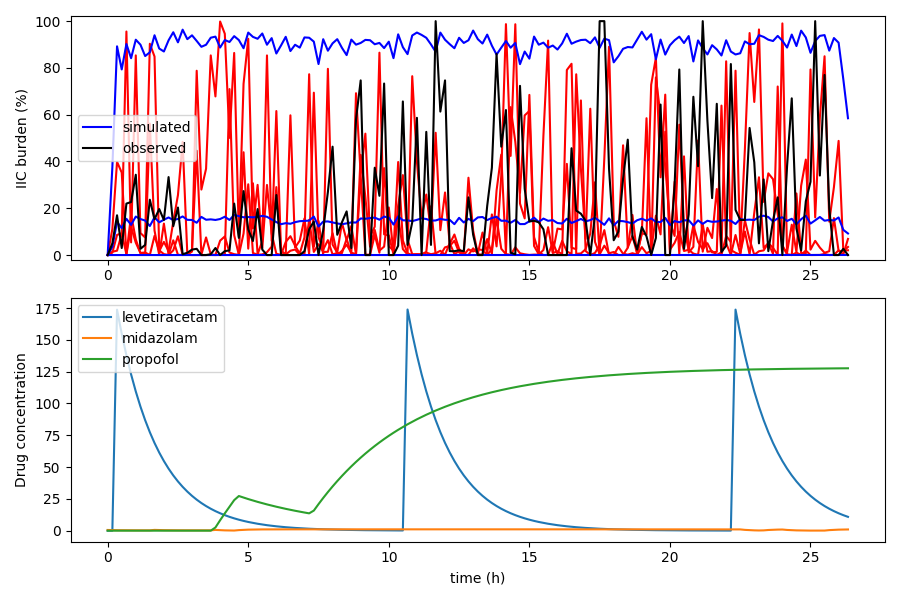 IIC burden (%)
100
80
60
40
20
0
simulated
observed
0 5 10 15 20 25
Drug concentration
175
150
125
100
75
50
25
0
levetiracetam
midazolam
propofol
0 5 10 15 20 25
time (h)